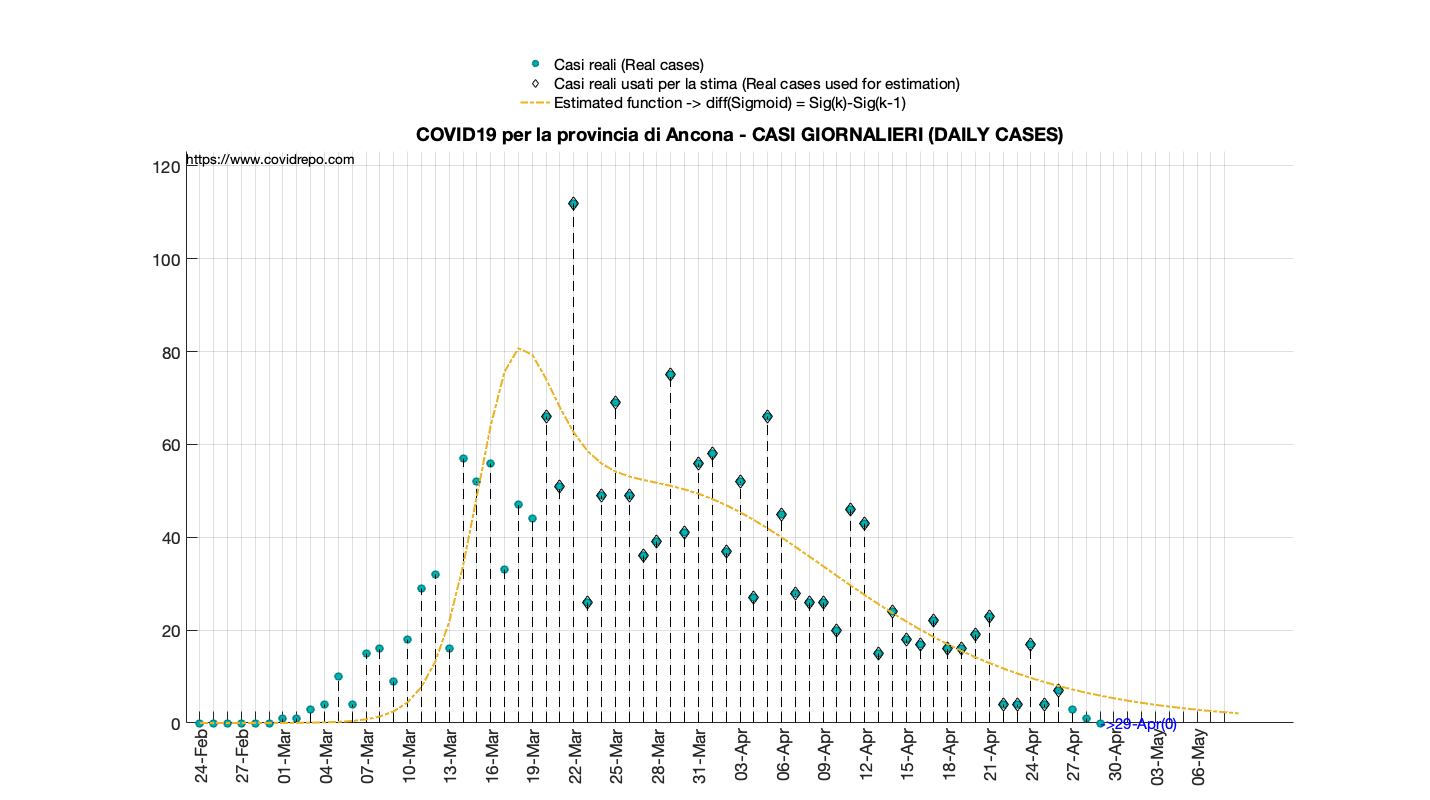 Casi reali (Real cases)
Casi reali usati per la stima (Real cases used for estimation)
Estimated function -> diff(Sigmoid) = Sig(k)-Sig(k-1)
COVID19 per la provincia di Ancona - CASI GIORNALIERI (DAILY CASES)
https://www.covidrepo.com
120
100
80
60
40
20
0
->29-Apr(0)
24-Feb
27-Feb
01-Mar
04-Mar
07-Mar
10-Mar
13-Mar
16-Mar
19-Mar
22-Mar
25-Mar
28-Mar
31-Mar
03-Apr
06-Apr
09-Apr
12-Apr
15-Apr
18-Apr
21-Apr
24-Apr
27-Apr
30-Apr
03-May
06-May